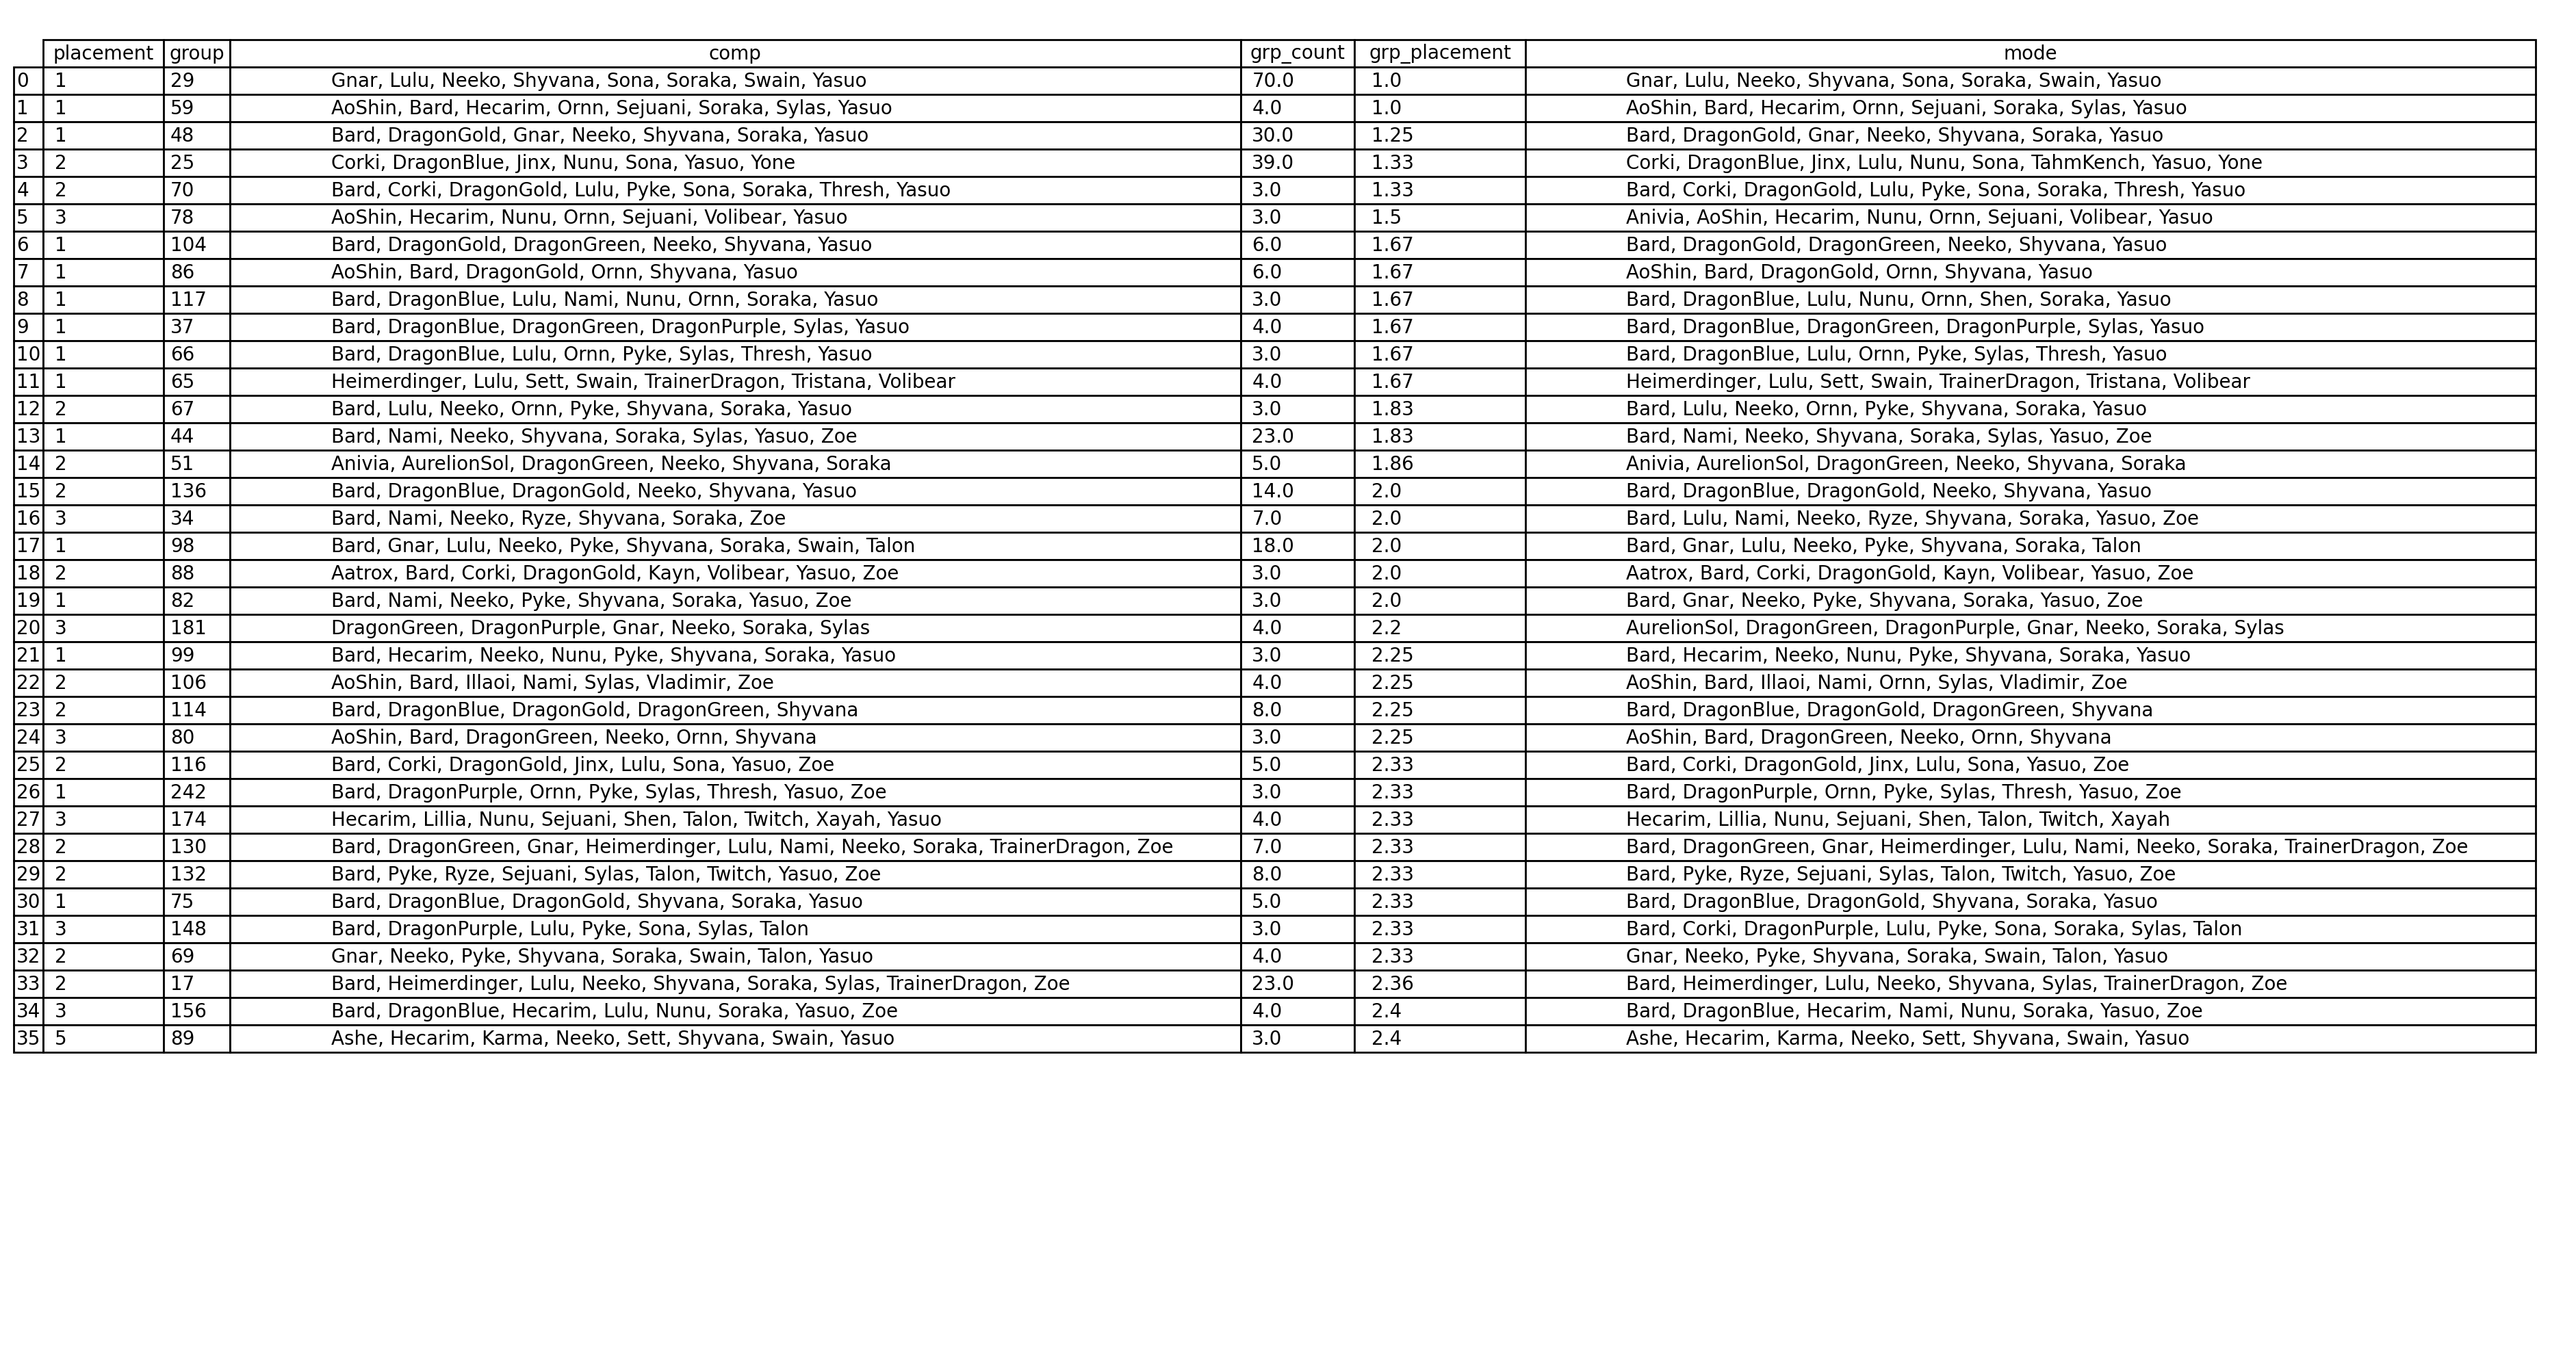 placement group comp grp_count grp_placement mode
0 1 29 Gnar, Lulu, Neeko, Shyvana, Sona, Soraka, Swain, Yasuo 70.0 1.0 Gnar, Lulu, Neeko, Shyvana, Sona, Soraka, Swain, Yasuo
1 1 59 AoShin, Bard, Hecarim, Ornn, Sejuani, Soraka, Sylas, Yasuo 4.0 1.0 AoShin, Bard, Hecarim, Ornn, Sejuani, Soraka, Sylas, Yasuo
2 1 48 Bard, DragonGold, Gnar, Neeko, Shyvana, Soraka, Yasuo 30.0 1.25 Bard, DragonGold, Gnar, Neeko, Shyvana, Soraka, Yasuo
3 2 25 Corki, DragonBlue, Jinx, Nunu, Sona, Yasuo, Yone 39.0 1.33 Corki, DragonBlue, Jinx, Lulu, Nunu, Sona, TahmKench, Yasuo, Yone
4 2 70 Bard, Corki, DragonGold, Lulu, Pyke, Sona, Soraka, Thresh, Yasuo 3.0 1.33 Bard, Corki, DragonGold, Lulu, Pyke, Sona, Soraka, Thresh, Yasuo
5 3 78 AoShin, Hecarim, Nunu, Ornn, Sejuani, Volibear, Yasuo 3.0 1.5 Anivia, AoShin, Hecarim, Nunu, Ornn, Sejuani, Volibear, Yasuo
6 1 104 Bard, DragonGold, DragonGreen, Neeko, Shyvana, Yasuo 6.0 1.67 Bard, DragonGold, DragonGreen, Neeko, Shyvana, Yasuo
7 1 86 AoShin, Bard, DragonGold, Ornn, Shyvana, Yasuo 6.0 1.67 AoShin, Bard, DragonGold, Ornn, Shyvana, Yasuo
8 1 117 Bard, DragonBlue, Lulu, Nami, Nunu, Ornn, Soraka, Yasuo 3.0 1.67 Bard, DragonBlue, Lulu, Nunu, Ornn, Shen, Soraka, Yasuo
9 1 37 Bard, DragonBlue, DragonGreen, DragonPurple, Sylas, Yasuo 4.0 1.67 Bard, DragonBlue, DragonGreen, DragonPurple, Sylas, Yasuo
10 1 66 Bard, DragonBlue, Lulu, Ornn, Pyke, Sylas, Thresh, Yasuo 3.0 1.67 Bard, DragonBlue, Lulu, Ornn, Pyke, Sylas, Thresh, Yasuo
11 1 65 Heimerdinger, Lulu, Sett, Swain, TrainerDragon, Tristana, Volibear 4.0 1.67 Heimerdinger, Lulu, Sett, Swain, TrainerDragon, Tristana, Volibear
12 2 67 Bard, Lulu, Neeko, Ornn, Pyke, Shyvana, Soraka, Yasuo 3.0 1.83 Bard, Lulu, Neeko, Ornn, Pyke, Shyvana, Soraka, Yasuo
13 1 44 Bard, Nami, Neeko, Shyvana, Soraka, Sylas, Yasuo, Zoe 23.0 1.83 Bard, Nami, Neeko, Shyvana, Soraka, Sylas, Yasuo, Zoe
14 2 51 Anivia, AurelionSol, DragonGreen, Neeko, Shyvana, Soraka 5.0 1.86 Anivia, AurelionSol, DragonGreen, Neeko, Shyvana, Soraka
15 2 136 Bard, DragonBlue, DragonGold, Neeko, Shyvana, Yasuo 14.0 2.0 Bard, DragonBlue, DragonGold, Neeko, Shyvana, Yasuo
16 3 34 Bard, Nami, Neeko, Ryze, Shyvana, Soraka, Zoe 7.0 2.0 Bard, Lulu, Nami, Neeko, Ryze, Shyvana, Soraka, Yasuo, Zoe
17 1 98 Bard, Gnar, Lulu, Neeko, Pyke, Shyvana, Soraka, Swain, Talon 18.0 2.0 Bard, Gnar, Lulu, Neeko, Pyke, Shyvana, Soraka, Talon
18 2 88 Aatrox, Bard, Corki, DragonGold, Kayn, Volibear, Yasuo, Zoe 3.0 2.0 Aatrox, Bard, Corki, DragonGold, Kayn, Volibear, Yasuo, Zoe
19 1 82 Bard, Nami, Neeko, Pyke, Shyvana, Soraka, Yasuo, Zoe 3.0 2.0 Bard, Gnar, Neeko, Pyke, Shyvana, Soraka, Yasuo, Zoe
20 3 181 DragonGreen, DragonPurple, Gnar, Neeko, Soraka, Sylas 4.0 2.2 AurelionSol, DragonGreen, DragonPurple, Gnar, Neeko, Soraka, Sylas
21 1 99 Bard, Hecarim, Neeko, Nunu, Pyke, Shyvana, Soraka, Yasuo 3.0 2.25 Bard, Hecarim, Neeko, Nunu, Pyke, Shyvana, Soraka, Yasuo
22 2 106 AoShin, Bard, Illaoi, Nami, Sylas, Vladimir, Zoe 4.0 2.25 AoShin, Bard, Illaoi, Nami, Ornn, Sylas, Vladimir, Zoe
23 2 114 Bard, DragonBlue, DragonGold, DragonGreen, Shyvana 8.0 2.25 Bard, DragonBlue, DragonGold, DragonGreen, Shyvana
24 3 80 AoShin, Bard, DragonGreen, Neeko, Ornn, Shyvana 3.0 2.25 AoShin, Bard, DragonGreen, Neeko, Ornn, Shyvana
25 2 116 Bard, Corki, DragonGold, Jinx, Lulu, Sona, Yasuo, Zoe 5.0 2.33 Bard, Corki, DragonGold, Jinx, Lulu, Sona, Yasuo, Zoe
26 1 242 Bard, DragonPurple, Ornn, Pyke, Sylas, Thresh, Yasuo, Zoe 3.0 2.33 Bard, DragonPurple, Ornn, Pyke, Sylas, Thresh, Yasuo, Zoe
27 3 174 Hecarim, Lillia, Nunu, Sejuani, Shen, Talon, Twitch, Xayah, Yasuo 4.0 2.33 Hecarim, Lillia, Nunu, Sejuani, Shen, Talon, Twitch, Xayah
28 2 130 Bard, DragonGreen, Gnar, Heimerdinger, Lulu, Nami, Neeko, Soraka, TrainerDragon, Zoe 7.0 2.33 Bard, DragonGreen, Gnar, Heimerdinger, Lulu, Nami, Neeko, Soraka, TrainerDragon, Zoe
29 2 132 Bard, Pyke, Ryze, Sejuani, Sylas, Talon, Twitch, Yasuo, Zoe 8.0 2.33 Bard, Pyke, Ryze, Sejuani, Sylas, Talon, Twitch, Yasuo, Zoe
30 1 75 Bard, DragonBlue, DragonGold, Shyvana, Soraka, Yasuo 5.0 2.33 Bard, DragonBlue, DragonGold, Shyvana, Soraka, Yasuo
31 3 148 Bard, DragonPurple, Lulu, Pyke, Sona, Sylas, Talon 3.0 2.33 Bard, Corki, DragonPurple, Lulu, Pyke, Sona, Soraka, Sylas, Talon
32 2 69 Gnar, Neeko, Pyke, Shyvana, Soraka, Swain, Talon, Yasuo 4.0 2.33 Gnar, Neeko, Pyke, Shyvana, Soraka, Swain, Talon, Yasuo
33 2 17 Bard, Heimerdinger, Lulu, Neeko, Shyvana, Soraka, Sylas, TrainerDragon, Zoe 23.0 2.36 Bard, Heimerdinger, Lulu, Neeko, Shyvana, Sylas, TrainerDragon, Zoe
34 3 156 Bard, DragonBlue, Hecarim, Lulu, Nunu, Soraka, Yasuo, Zoe 4.0 2.4 Bard, DragonBlue, Hecarim, Nami, Nunu, Soraka, Yasuo, Zoe
35 5 89 Ashe, Hecarim, Karma, Neeko, Sett, Shyvana, Swain, Yasuo 3.0 2.4 Ashe, Hecarim, Karma, Neeko, Sett, Shyvana, Swain, Yasuo